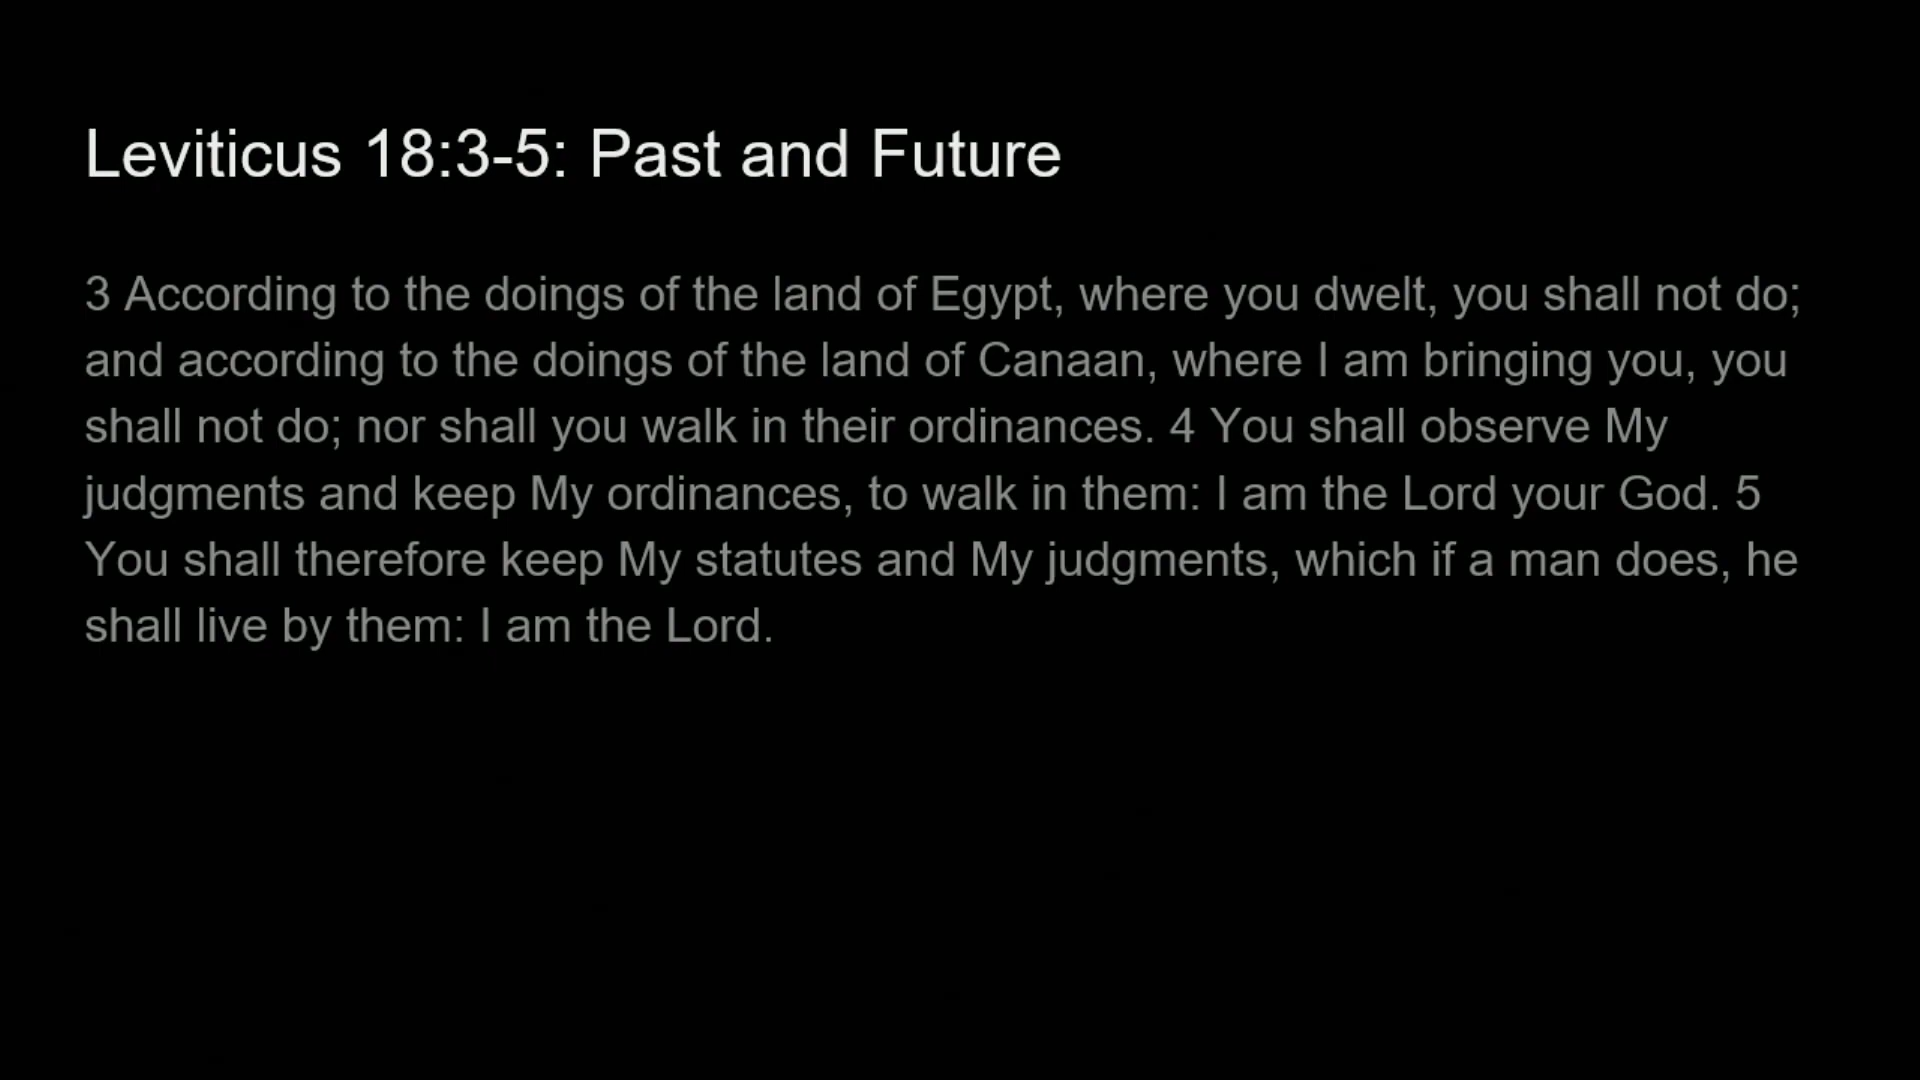 Leviticus 18:3-5: Past and Future
3 According to the doings of the land of Egypt, where you dwelt, you shall not do;
and according to the doings of the land of Canaan, where I am bringing you, you
shall not do; nor shall you walk in their ordinances. 4 You shall observe My
judgments and keep My ordinances, to walk in them: I am the Lord your God. 5
You shall therefore keep My statutes and My judgments, which if a man does, he
shall live by them: I am the Lord.